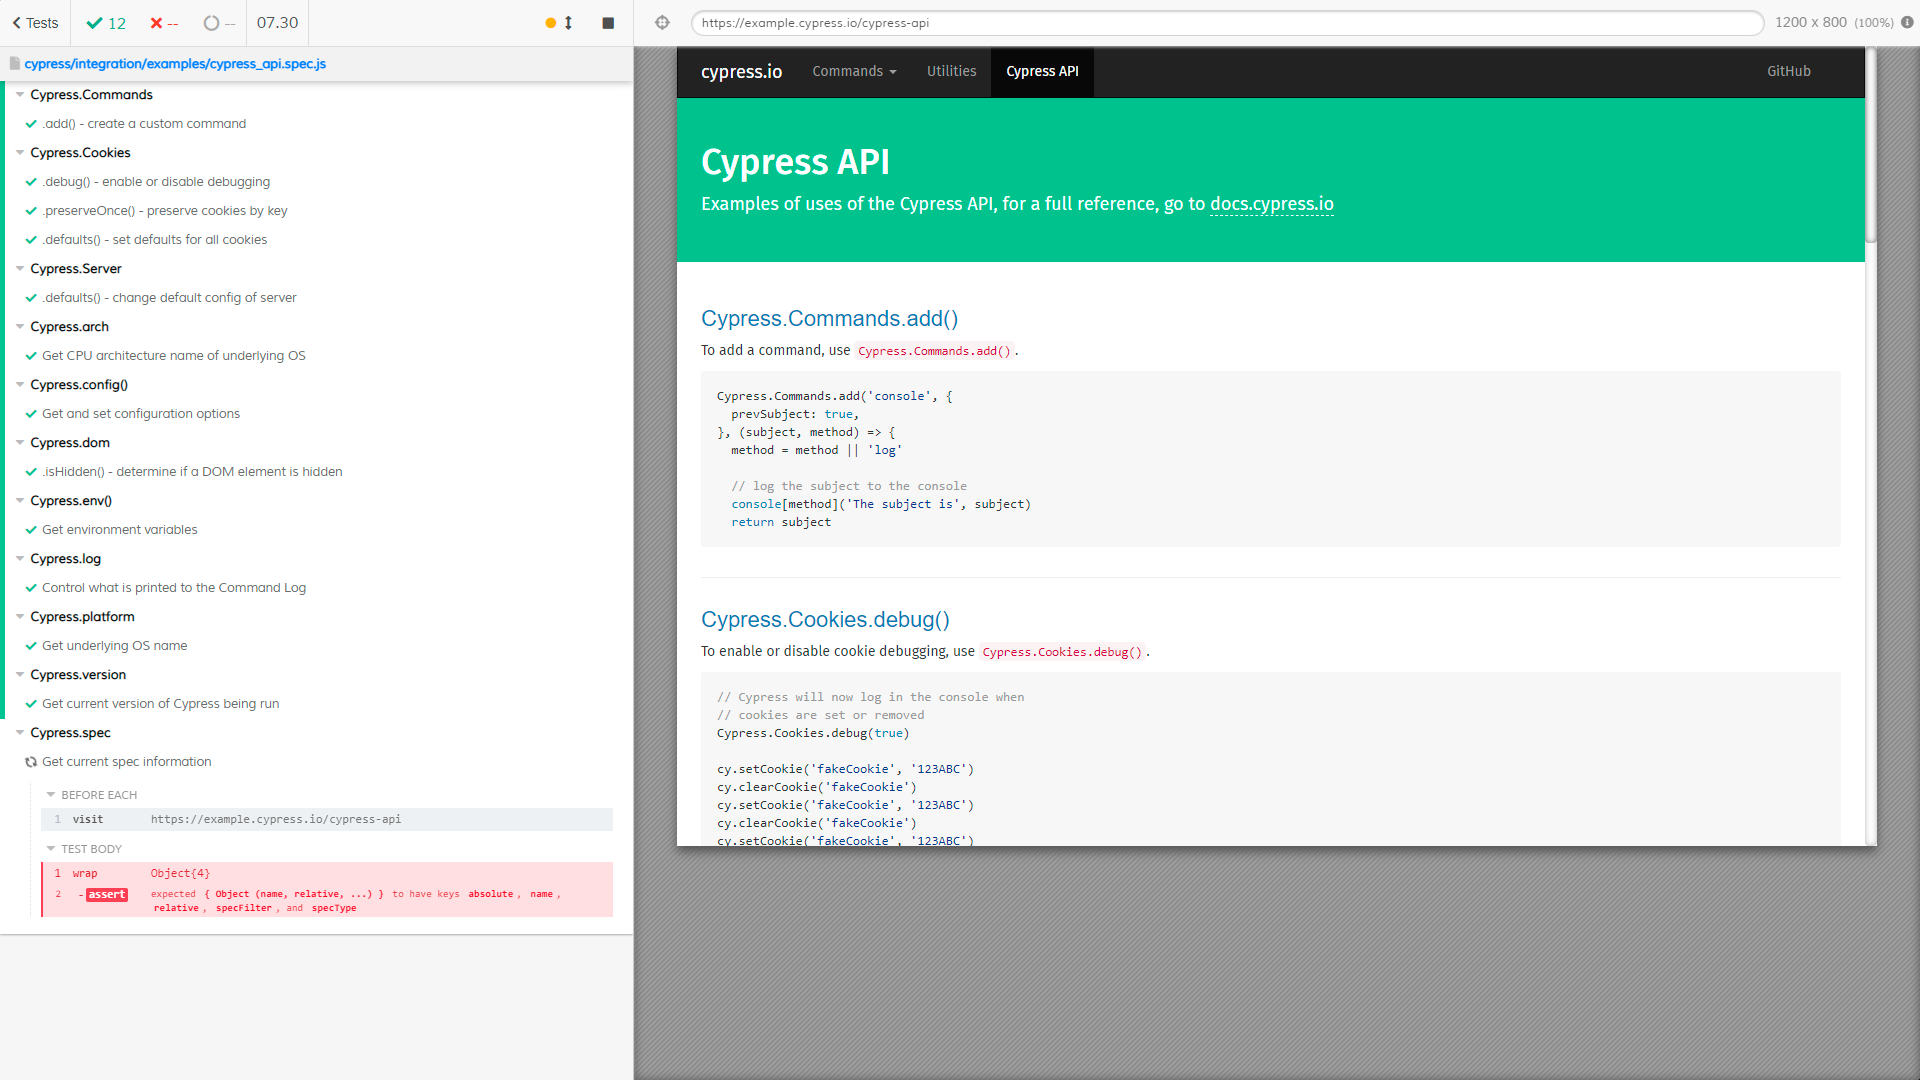 Tests 12 -- -- 07.30
cypress/integration/examples/cypress_api.spec.js
Cypress.Commands
.add() - create a custom command
Cypress.Cookies
.debug() - enable or disable debugging
.preserveOnce() - preserve cookies by key
.defaults() - set defaults for all cookies
Cypress.Server
.defaults() - change default config of server
Cypress.arch
Get CPU architecture name of underlying OS
Cypress.config()
Get and set configuration options
Cypress.dom
.isHidden() - determine if a DOM element is hidden
Cypress.env()
Get environment variables
Cypress.log
Control what is printed to the Command Log
Cypress.platform
Get underlying OS name
Cypress.version
Get current version of Cypress being run
Cypress.spec
Get current spec information
BEFORE EACH
1 visit https://example.cypress.io/cypress-api
TEST BODY
1 wrap Object{4}
2 -assert expected { Object (name, relative, ...) } to have keys absolute, name,
relative, specFilter, and specType
https://example.cypress.io/cypress-api 1200 x 800 (100%)
cypress.io Commands Utilities Cypress API GitHub
Cypress API
Examples of uses of the Cypress API, for a full reference, go to docs.cypress.io
Cypress.Commands.add()
To add a command, use Cypress.Commands.add().
Cypress.Commands.add('console', {
prevSubject: true,
}, (subject, method) => {
method = method || 'log'
// log the subject to the console
console[method]('The subject is', subject)
return subject
Cypress.Cookies.debug()
To enable or disable cookie debugging, use Cypress.Cookies.debug().
// Cypress will now log in the console when
// cookies are set or removed
Cypress.Cookies.debug(true)
cy.setCookie('fakeCookie', '123ABC')
cy.clearCookie('fakeCookie')
cy.setCookie('fakeCookie', '123ABC')
cy.clearCookie('fakeCookie')
cy.setCookie('fakeCookie', '123ABC')